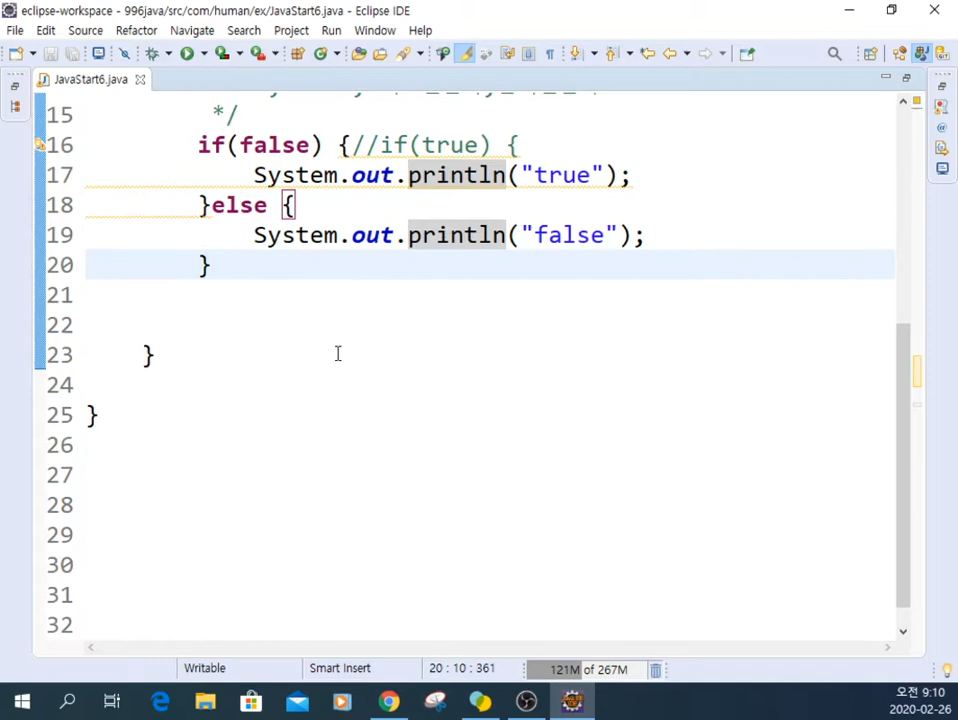 eclipse-workspace - 996java/src/com/human/ex/JavaStart6.java - Eclipse IDE
File Edit Source Refactor Navigate Search Project Run Window Help
JavaStart6.java
15 */
16 if(false) {//if(true) {
17 System.out.println("true");
18 }else {
19 System.out.println("false");
20 }
21
22
23 }
24
25 }
26
27
28
29
30
31
32
Writable Smart Insert 20 : 10 : 361 121M of 267M
오전 9:10
2020-02-26